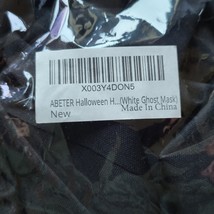 X003Y4DON5
ABETER Halloween H...(White Ghost Mask)
New
Made In China